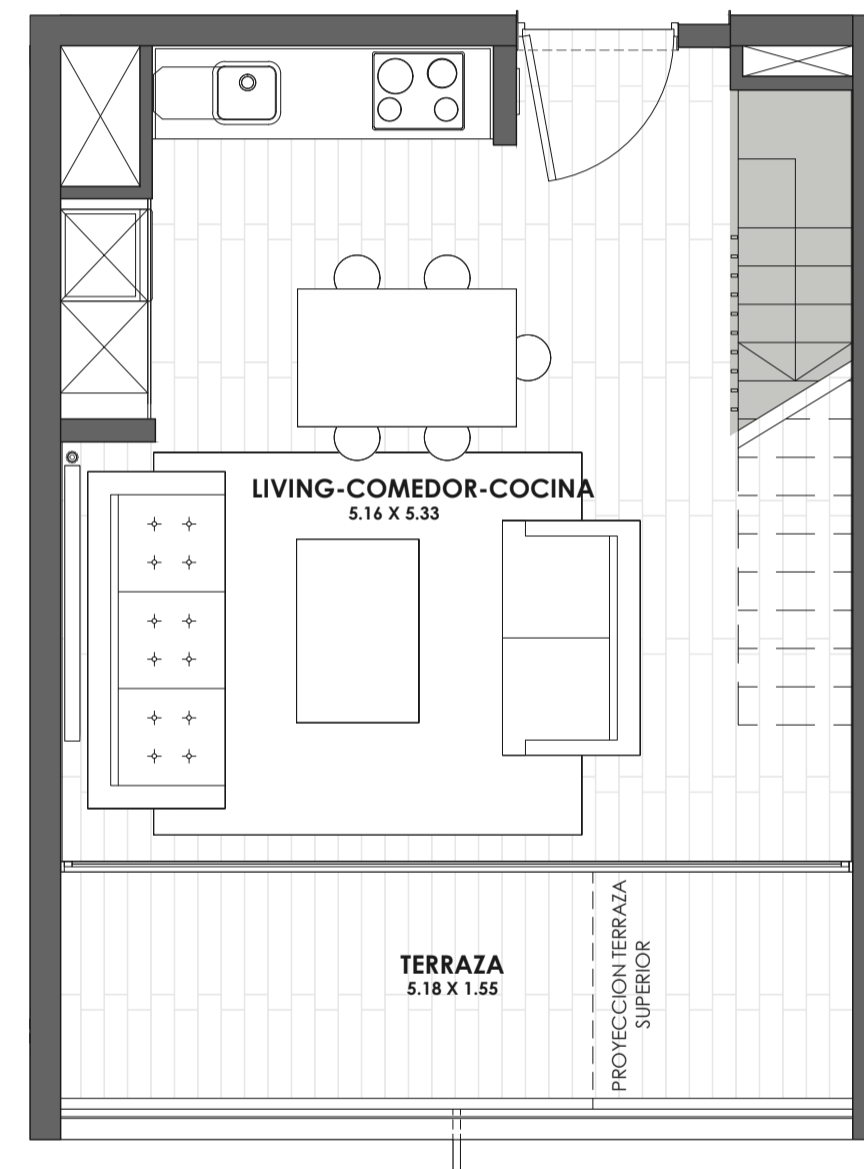 LIVING-COMEDOR-COCINA
5.16 X 5.33
TERRAZA
5.18 X 1.55
PROYECCION TERRAZA
SUPERIOR